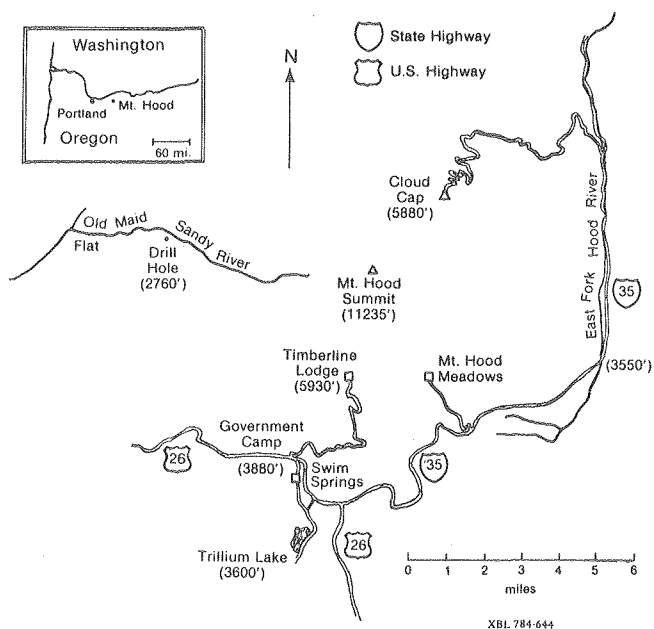 Washington
Portland
Mt. Hood
Oregon
60 mi.
N
State Highway
U.S. Highway
Cloud
Cap
(5880')
Old Maid
Flat
Sandy River
Drill
Hole
(2760')
Mt. Hood
Summit
(11235')
East Fork Hood River
35
(3550')
Timberline
Lodge
(5930')
Mt. Hood
Meadows
Government
Camp
(3880')
26
Swim
Springs
35
26
Trillium Lake
(3600')
0 1 2 3 4 5 6
miles
XBL 784-644